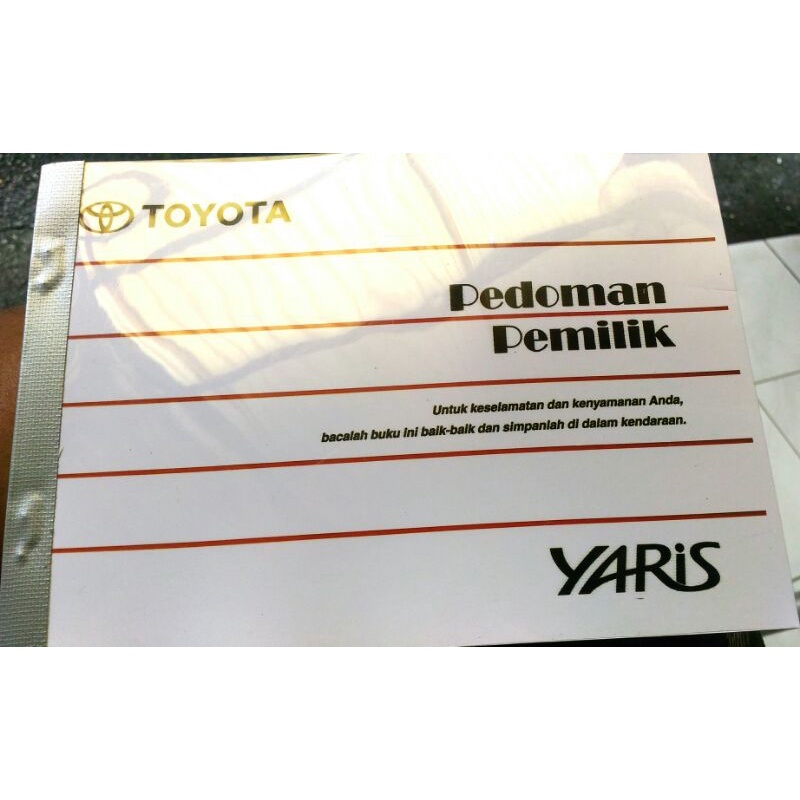 TOYOTA
Pedoman
Pemilik
Untuk keselamatan dan kenyamanan Anda,
bacalah buku ini baik-baik dan simpanlah di dalam kendaraan.
YARiS